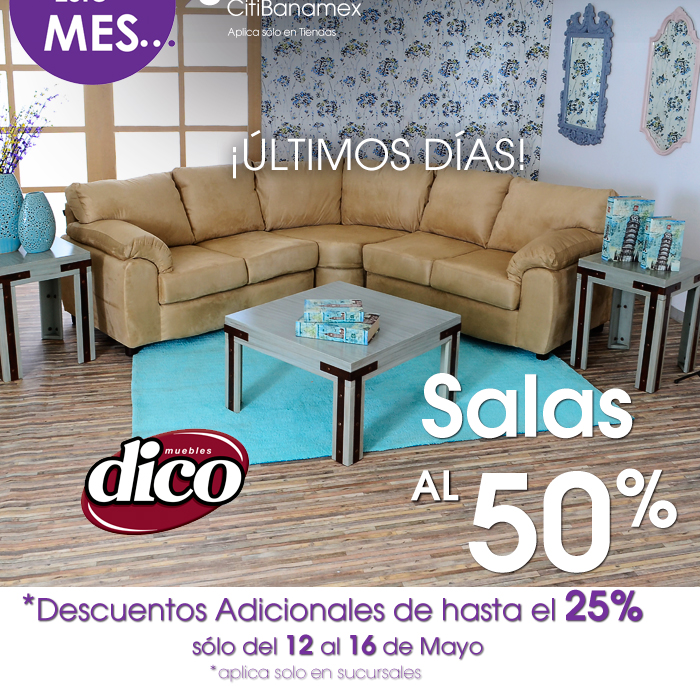 MES...
CitiBanamex
Aplica sólo en Tiendas
¡ÚLTIMOS DÍAS!
Salas
AL 50%
muebles
dico
*Descuentos Adicionales de hasta el 25%
sólo del 12 al 16 de Mayo
*aplica solo en sucursales